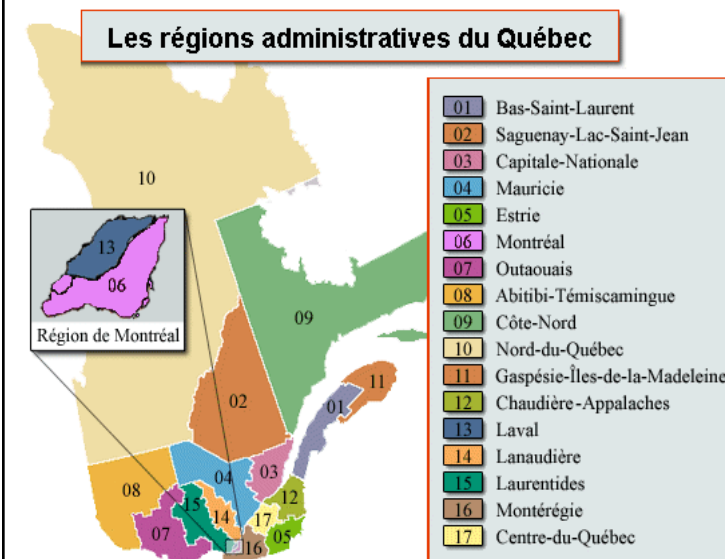 Les régions administratives du Québec
01 Bas-Saint-Laurent
02 Saguenay-Lac-Saint-Jean
03 Capitale-Nationale
04 Mauricie
05 Estrie
06 Montréal
07 Outaouais
08 Abitibi-Témiscamingue
09 Côte-Nord
10 Nord-du-Québec
11 Gaspésie-Îles-de-la-Madeleine
12 Chaudière-Appalaches
13 Laval
14 Lanaudière
15 Laurentides
16 Montérégie
17 Centre-du-Québec
10
13
06
Région de Montréal
09
11
01
02
03
04
08
12
15
14
17
05
07
16